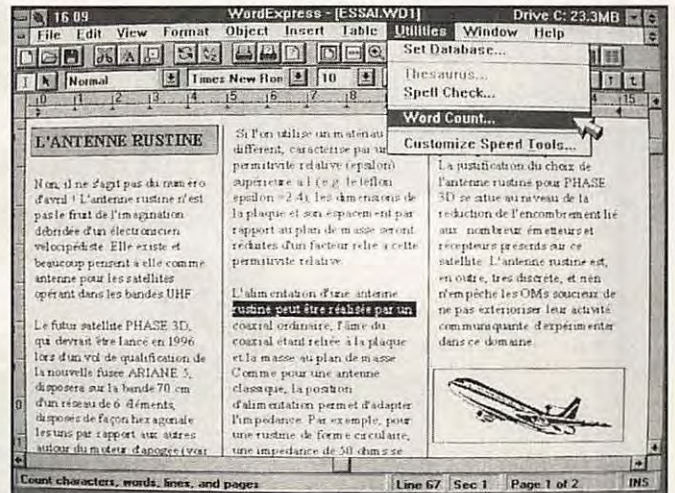 16 09 WordExpress - [ESSAI.WD1] Drive C: 23.3MB
File Edit View Format Object Insert Table Utilities Window Help
Set Database...
Thesaurus...
Spell Check...
Word Count...
Customize Speed Tools...
Normal Times New Rom 10
L'ANTENNE RUSTINE
Non, il ne s'agit pas du numéro
d'avril ! L'antenne rustine n'est
pas le fruit de l'imagination
débridée d'un électronicien
vélocipédiste. Elle existe et
beaucoup pensent à elle comme
antenne pour les satellites
opérant dans les bandes UHF.
Le futur satellite PHASE 3D,
qui devrait être lancé en 1996
lors d'un vol de qualification de
la nouvelle fusée ARIANE 5,
disposera sur la bande 70 cm
d'un réseau de 6 éléments,
disposés de façon hexagonale
les uns par rapport aux autres
autour du moteur d'apogée (voir
Si l'on utilise un matériau
différent, caractérisé par un
permitivité relative (epsilon)
supérieure à 1 (e.g. le téflon
epsilon = 2.4), les dimensions de
la plaque et son espacement par
rapport au plan de masse seront
réduites d'un facteur relié à cette
permitivité relative.
L'alimentation d'une antenne
rustine peut être réalisée par un
coaxial ordinaire, l'âme du
coaxial étant reliée à la plaque
et la masse au plan de masse
Comme pour une antenne
classique, la position
d'alimentation permet d'adapter
l'impédance. Par exemple, pour
une rustine de forme circulaire,
une impédance de 50 ohms se
La justification du choix de
l'antenne rustine pour PHASE
3D se situe au niveau de la
réduction de l'encombrement lié
aux nombreux émetteurs et
récepteurs présents sur ce
satellite. L'antenne rustine est,
en outre, très discrète, et n'en
n'empêche les OMs soucieux de
ne pas extérioriser leur activité
communiquante d'expérimenter
dans ce domaine.
Count characters, words, lines, and pages Line 67 Sec 1 Page 1 of 2 INS